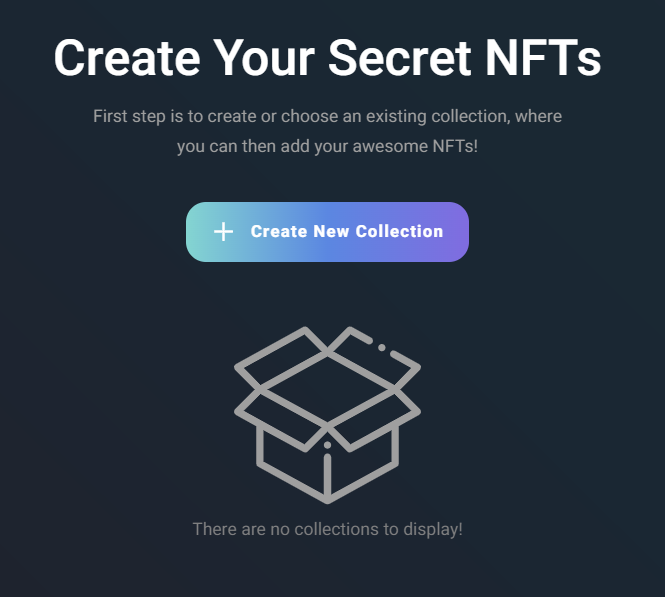 Create Your Secret NFTs
First step is to create or choose an existing collection, where
you can then add your awesome NFTs!
Create New Collection
There are no collections to display!